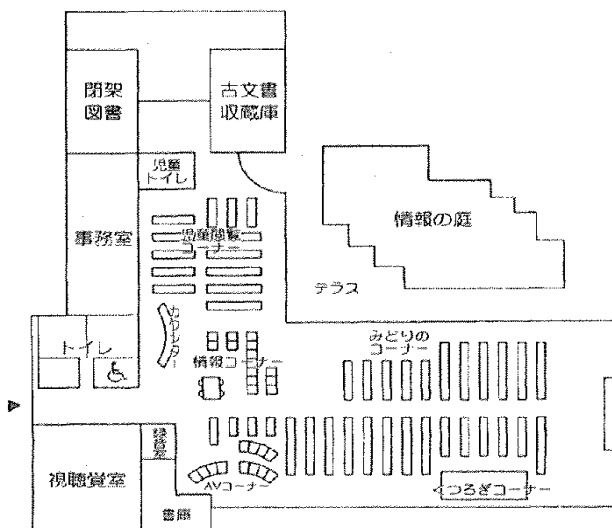 閉架
図書
古文書
収蔵庫
児童
トイレ
事務室
児童閲覧
コーナー
情報の庭
テラス
カウンター
トイレ
情報コーナー
みどりの
コーナー
視聴覚室
録音室
AVコーナー
書庫
くつろぎコーナー